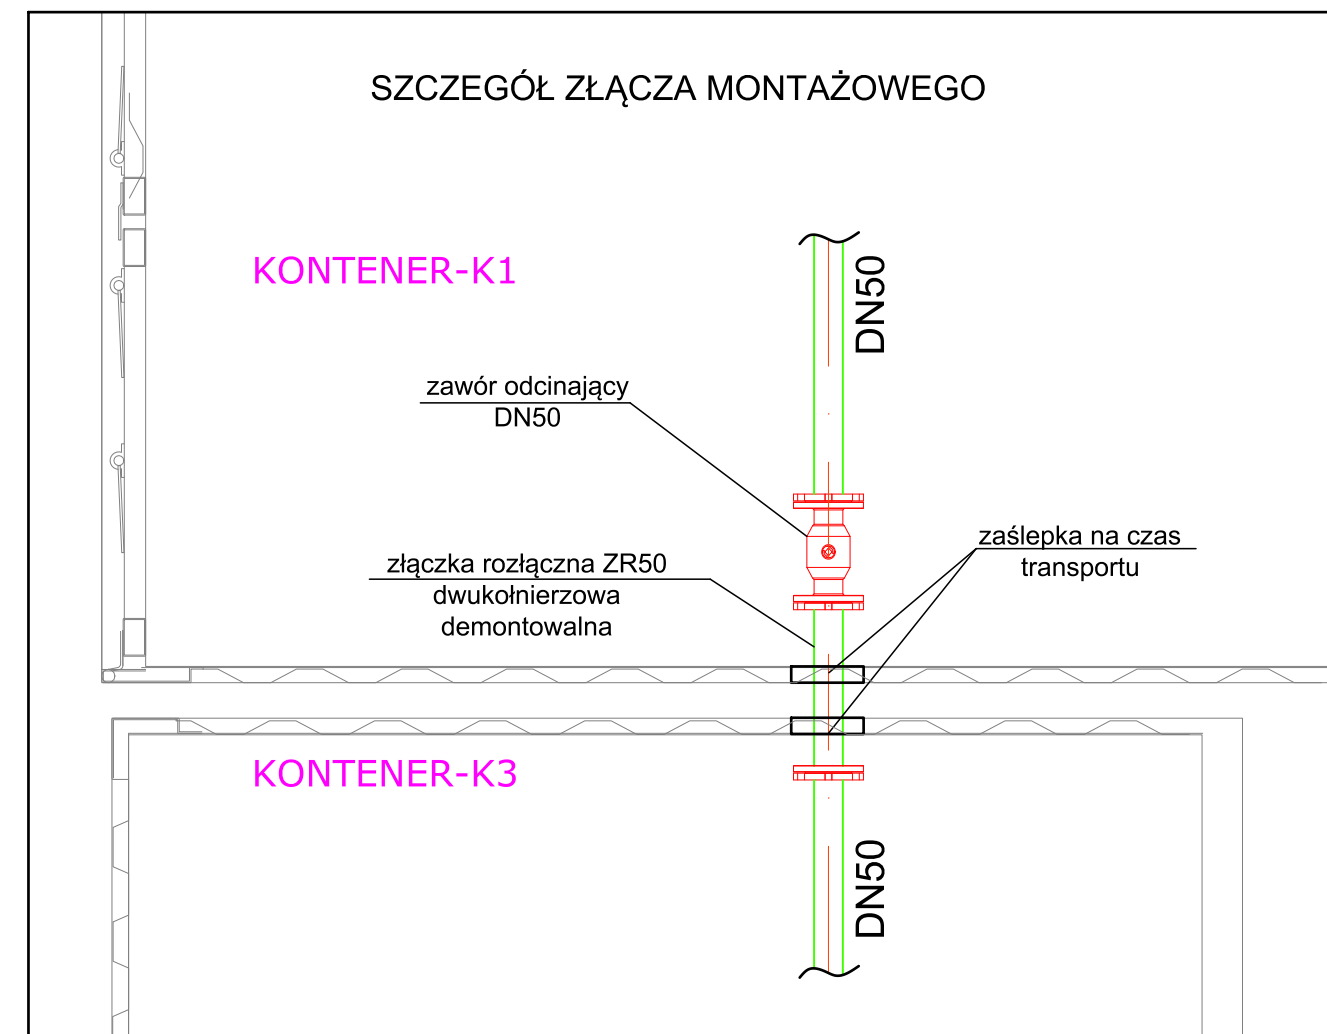 SZCZEGÓŁ ZŁĄCZA MONTAŻOWEGO
KONTENER-K1
DN50
zawór odcinający
DN50
zaślepka na czas
transportu
złączka rozłączna ZR50
dwukołnierzowa
demontowalna
KONTENER-K3
DN50